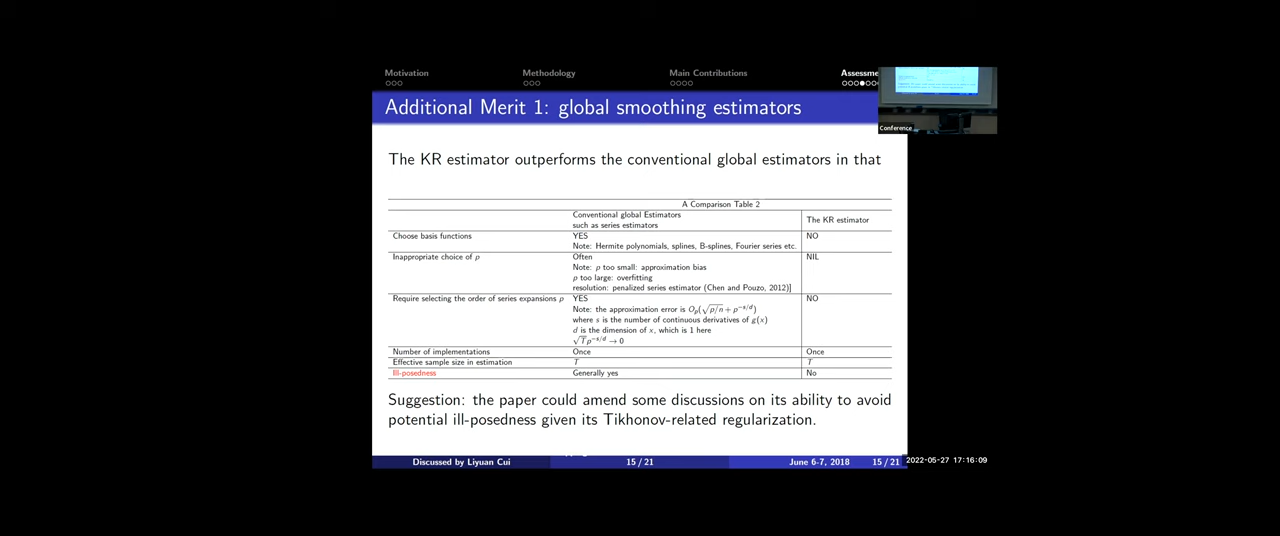 Motivation Methodology Main Contributions Assessme
Additional Merit 1: global smoothing estimators
Conference
The KR estimator outperforms the conventional global estimators in that
A Comparison Table 2
Conventional global Estimators
such as series estimators
The KR estimator
Choose basis functions YES NO
Note: Hermite polynomials, splines, B-splines, Fourier series etc.
Inappropriate choice of p Often NIL
Note: p too small: approximation bias
p too large: overfitting
resolution: penalized series estimator (Chen and Pouzo, 2012)]
Require selecting the order of series expansions p YES NO
Note: the approximation error is Oₚ(√p/n + p^−s/d)
where s is the number of continuous derivatives of g(x)
d is the dimension of x, which is 1 here
√Tp^−s/d → 0
Number of implementations Once Once
Effective sample size in estimation T T
Ill-posedness Generally yes No
Suggestion: the paper could amend some discussions on its ability to avoid
potential ill-posedness given its Tikhonov-related regularization.
Discussed by Liyuan Cui 15 / 21 June 6-7, 2018 15 / 21
2022-05-27 17:16:09